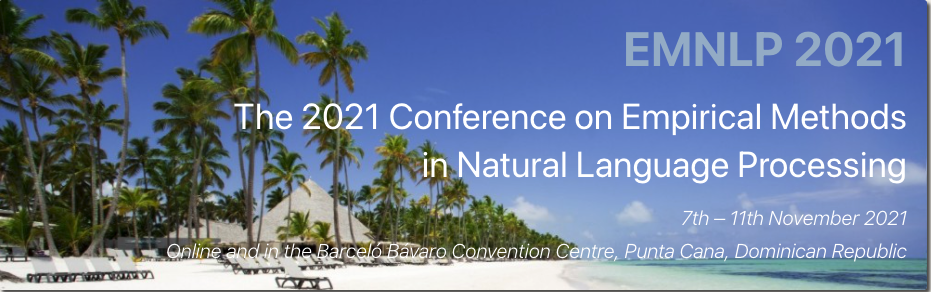 EMNLP 2021
The 2021 Conference on Empirical Methods
in Natural Language Processing
7th – 11th November 2021
Online and in the Barceló Bávaro Convention Centre, Punta Cana, Dominican Republic